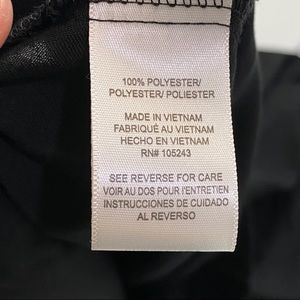 100% POLYESTER/
POLYESTER/ POLIESTER
MADE IN VIETNAM
FABRIQUÉ AU VIETNAM
HECHO EN VIETNAM
RN# 105243
SEE REVERSE FOR CARE
VOIR AU DOS POUR l'ENTRETIEN
INSTRUCCIONES DE CUIDADO
AL REVERSO